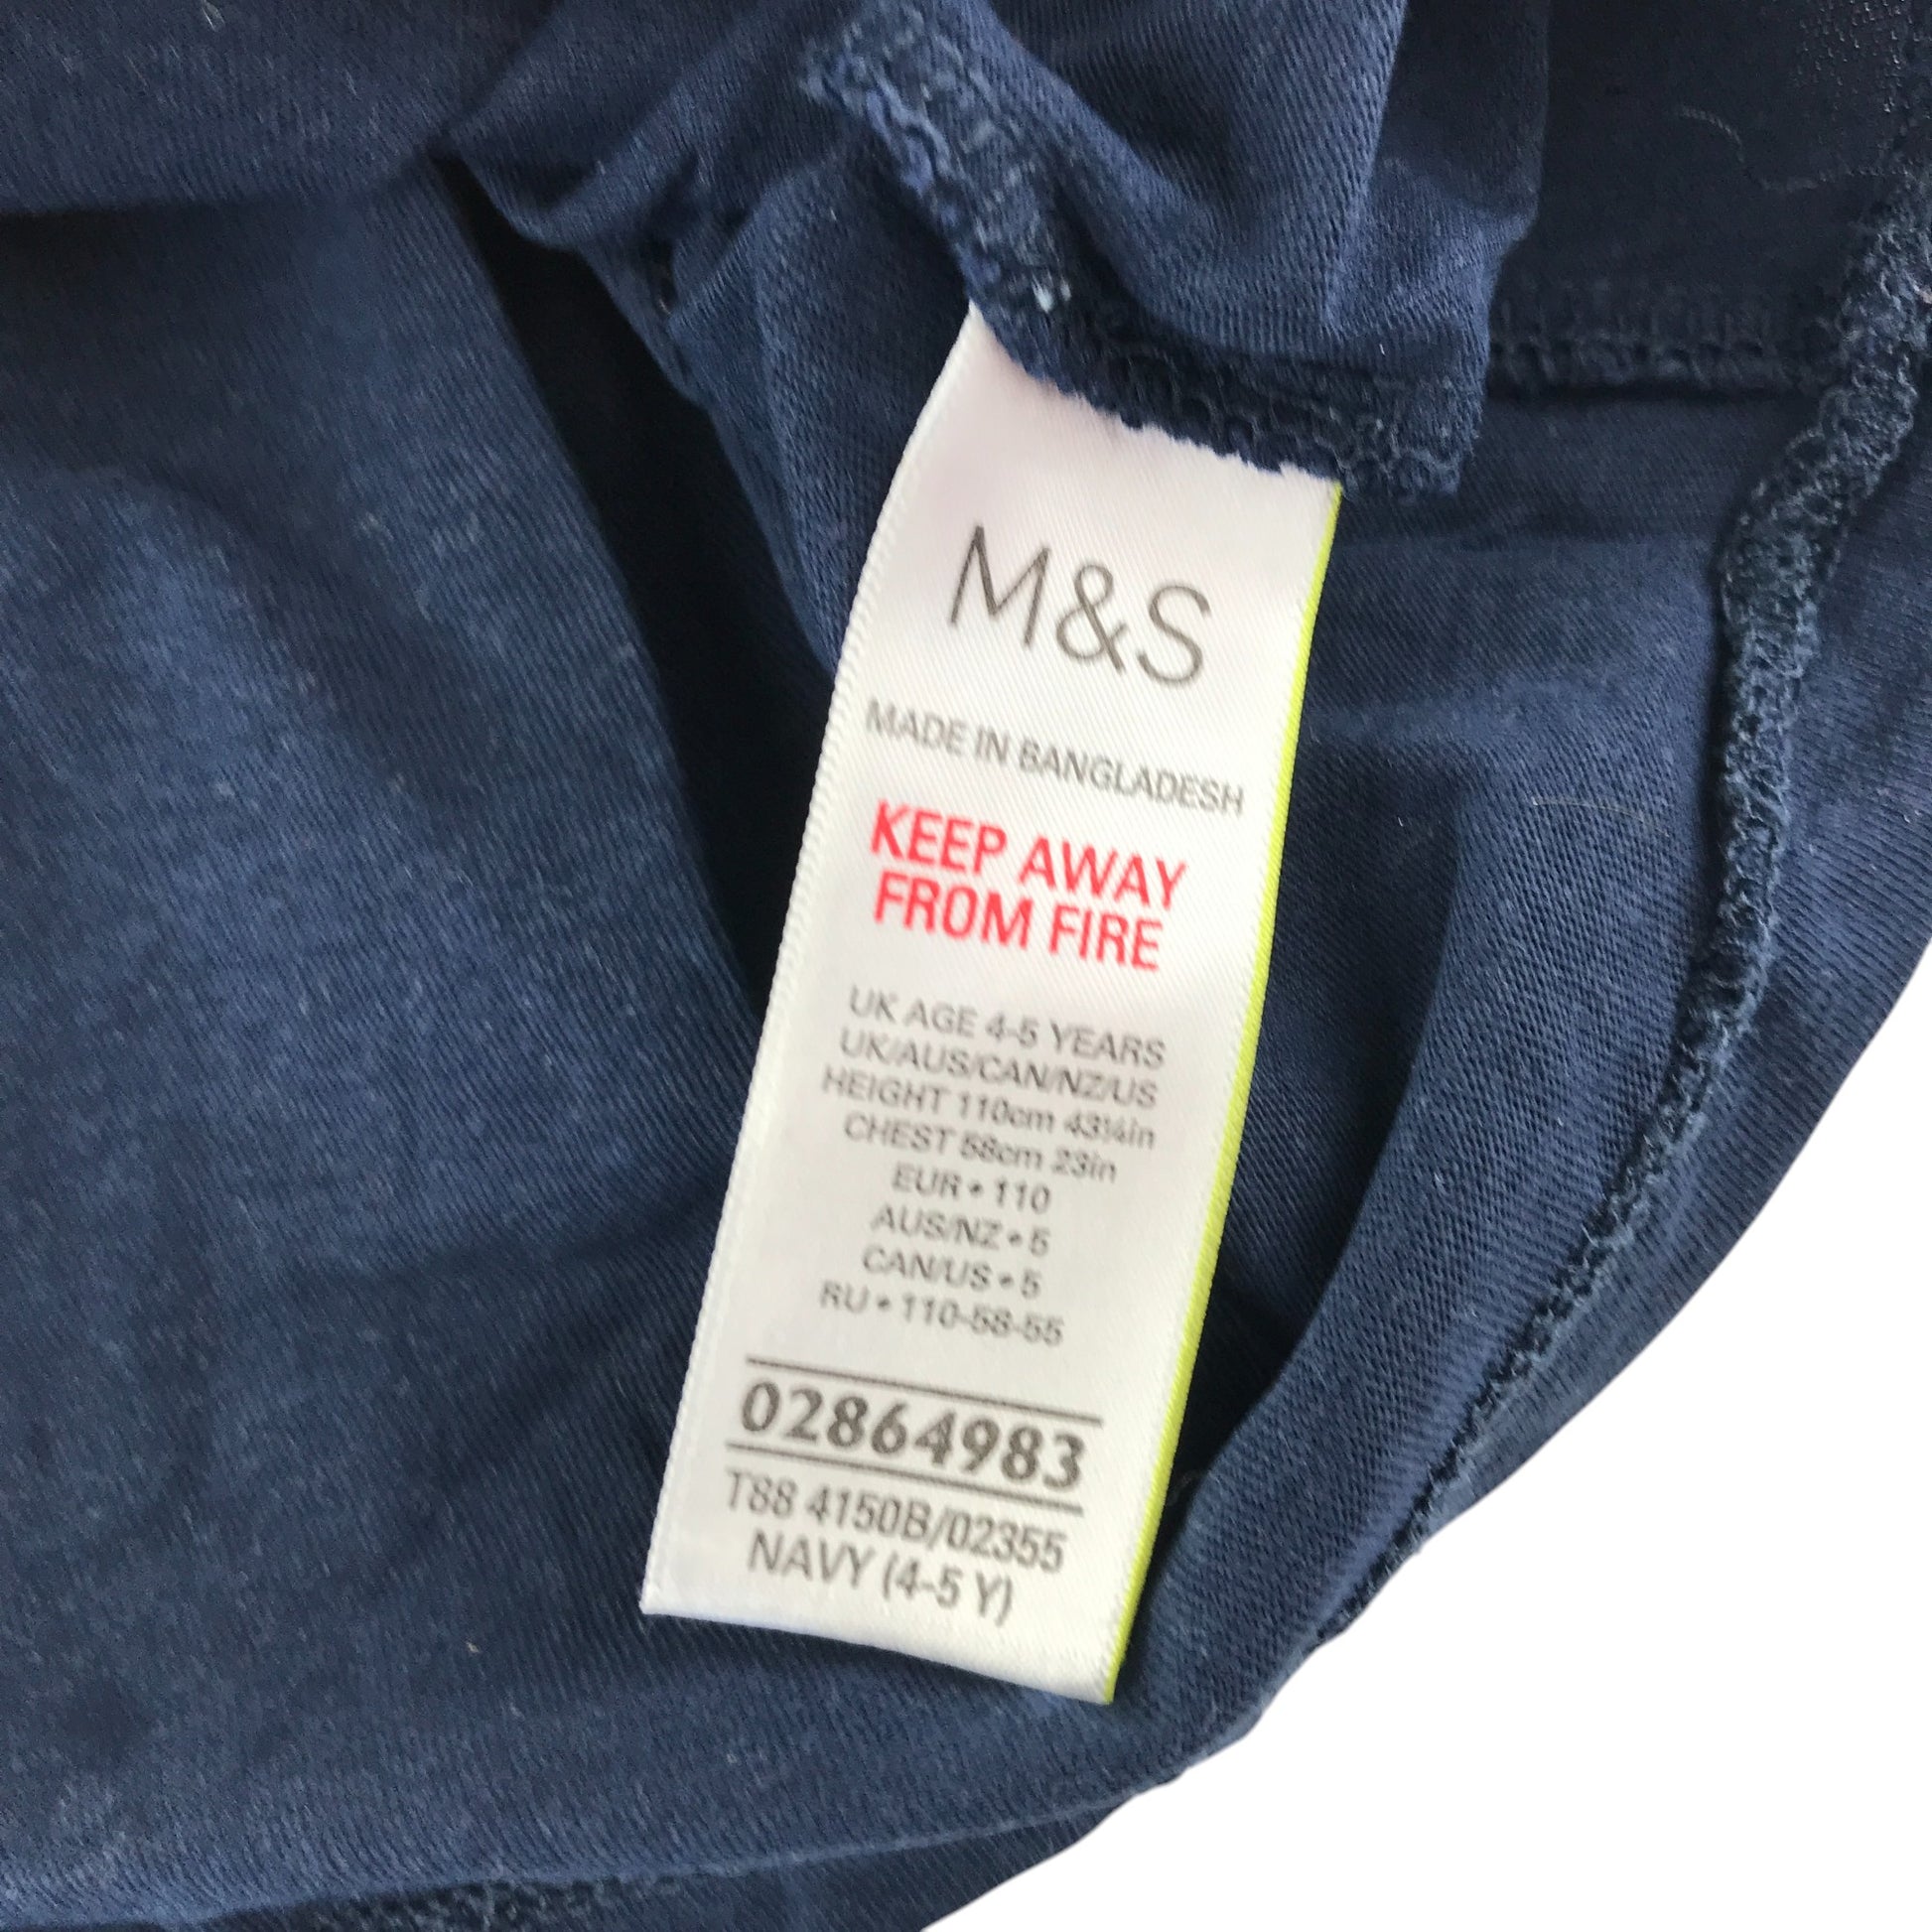 M&S
MADE IN BANGLADESH
KEEP AWAY
FROM FIRE
UK AGE 4-5 YEARS
UK/AUS/CAN/NZ/US
HEIGHT 110cm 43¼in
CHEST 58cm 23in
EUR • 110
AUS/NZ • 5
CAN/US • 5
RU • 110-58-55
02864983
T88 4150B/02355
NAVY (4-5 Y)